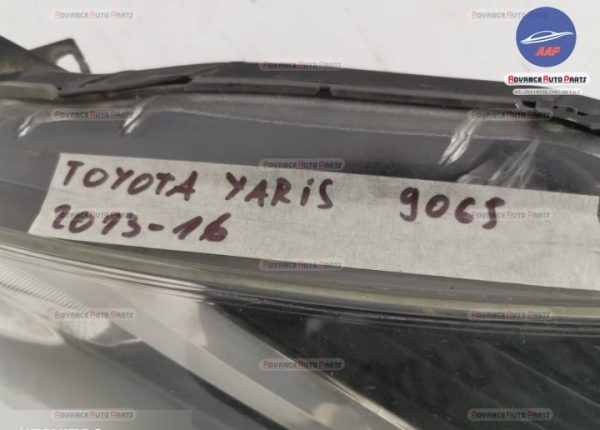 AAP
ADVANCE AUTO PARTS
TOYOTA YARIS 9065
2013-16